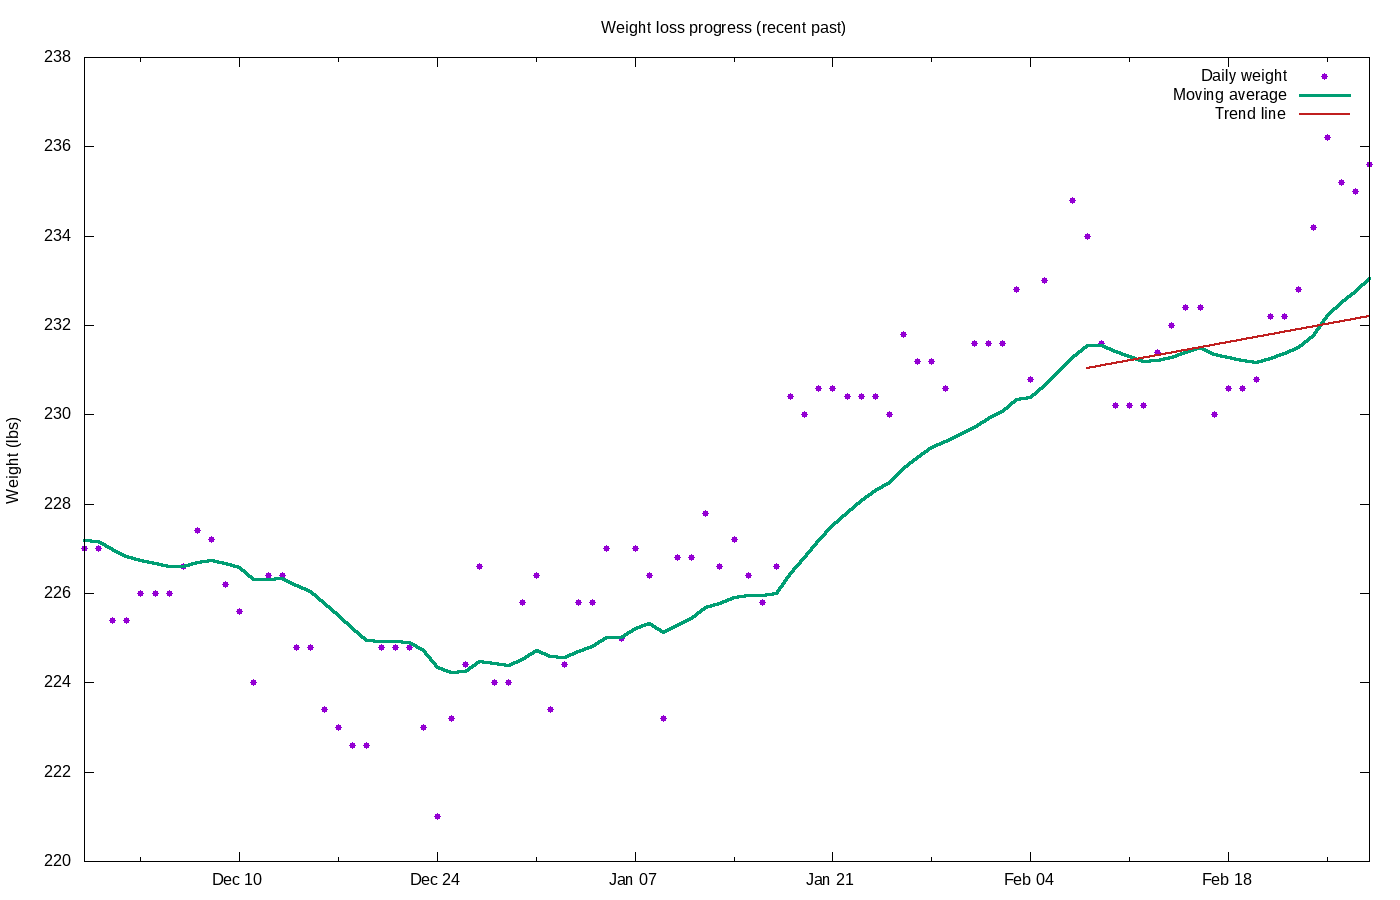 Weight loss progress (recent past)
Daily weight
Moving average
Trend line
238
236
234
232
230
228
226
224
222
220
Weight (lbs)
Dec 10
Dec 24
Jan 07
Jan 21
Feb 04
Feb 18